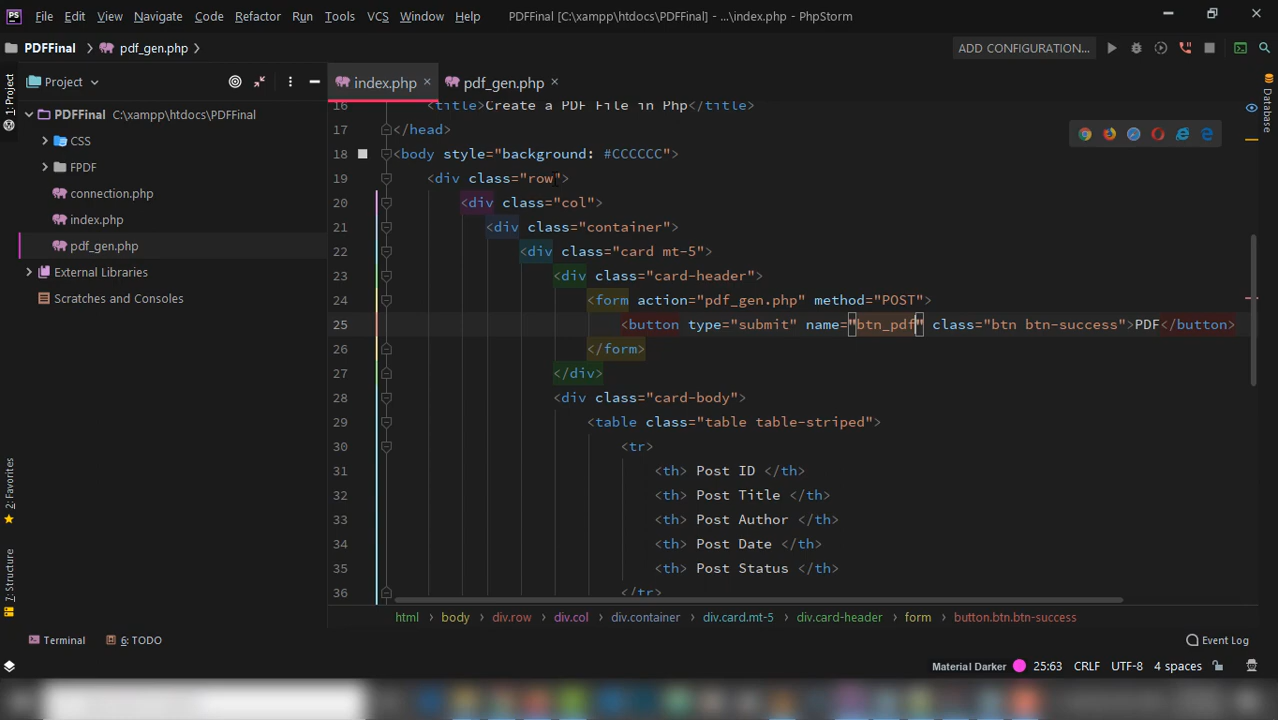 PS File Edit View Navigate Code Refactor Run Tools VCS Window Help PDFFinal [C:\xampp\htdocs\PDFFinal] - ...\index.php - PhpStorm
PDFFinal pdf_gen.php ADD CONFIGURATION...
1: Project
Project
index.php pdf_gen.php
Database
PDFFinal C:\xampp\htdocs\PDFFinal
CSS
FPDF
connection.php
index.php
pdf_gen.php
External Libraries
Scratches and Consoles
16 <title>Create a PDF File in Php</title>
17 </head>
18 <body style="background: #CCCCCC">
19 <div class="row">
20 <div class="col">
21 <div class="container">
22 <div class="card mt-5">
23 <div class="card-header">
24 <form action="pdf_gen.php" method="POST">
25 <button type="submit" name="btn_pdf" class="btn btn-success">PDF</button>
26 </form>
27 </div>
28 <div class="card-body">
29 <table class="table table-striped">
30 <tr>
31 <th> Post ID </th>
32 <th> Post Title </th>
33 <th> Post Author </th>
34 <th> Post Date </th>
35 <th> Post Status </th>
36 </tr>
2: Favorites
7: Structure
html body div.row div.col div.container div.card.mt-5 div.card-header form button.btn.btn-success
Terminal 6: TODO Event Log
Material Darker 25:63 CRLF UTF-8 4 spaces